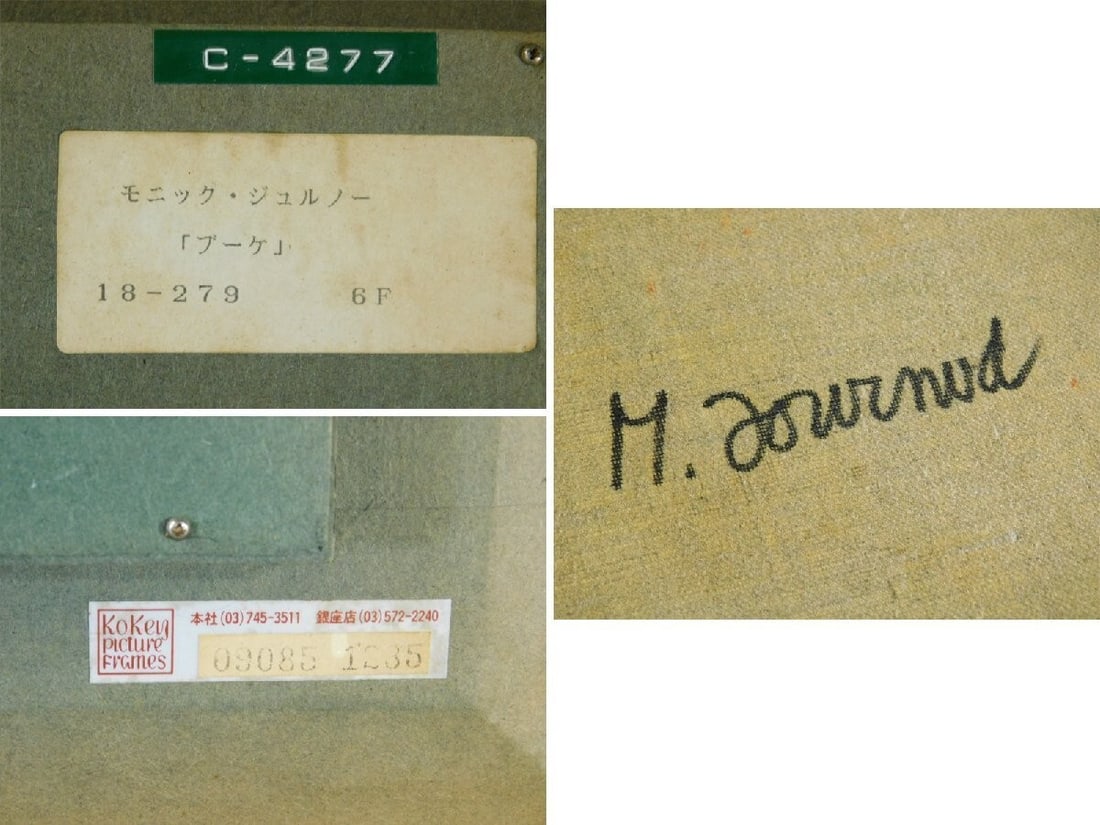 C-4277
モニック・ジュルノー
「ブーケ」
18-279 6F
KoKey
picture
frames
本社(03)745-3511 銀座店(03)572-2240
09085 1235
M. Journod